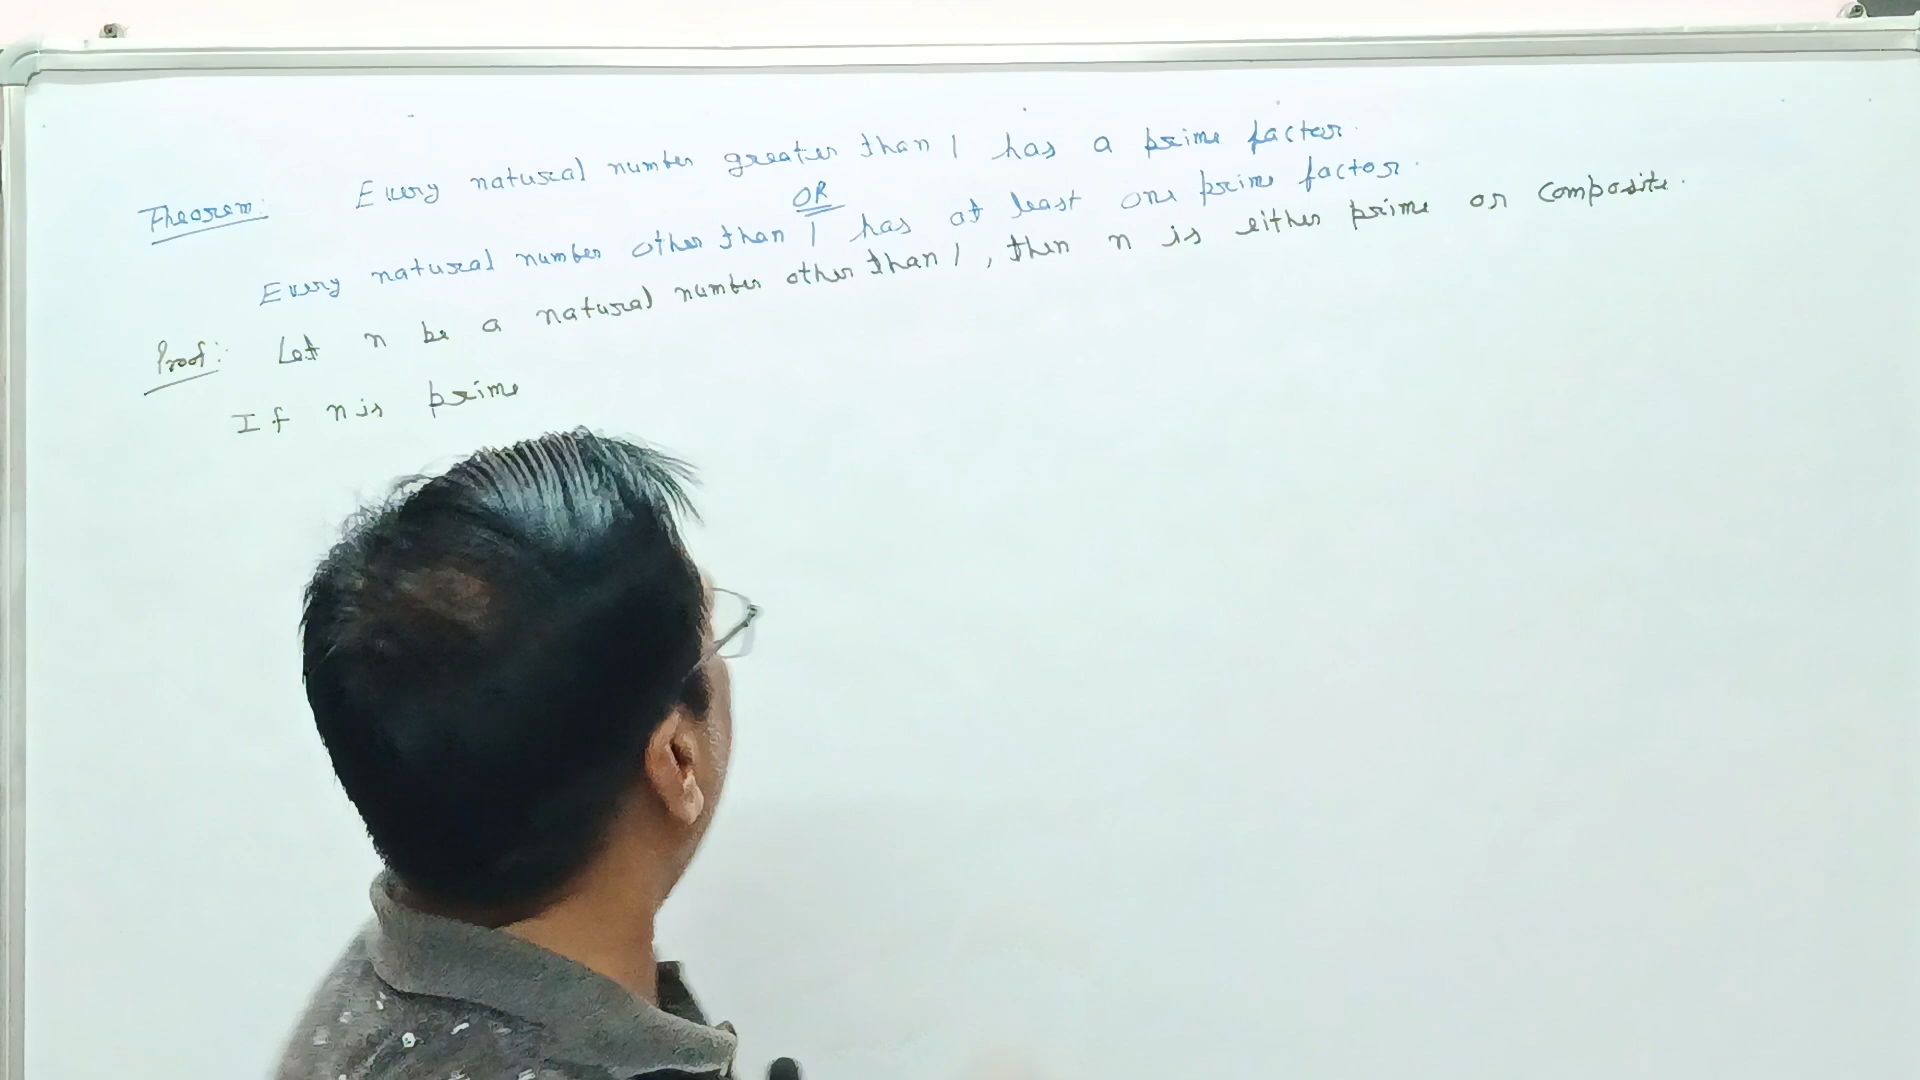 Theorem: Every natural number greater than 1 has a prime factor.
OR
Every natural number other than 1 has at least one prime factor.
Proof: Let n be a natural number other than 1, then n is either prime or composite.
If n is prime